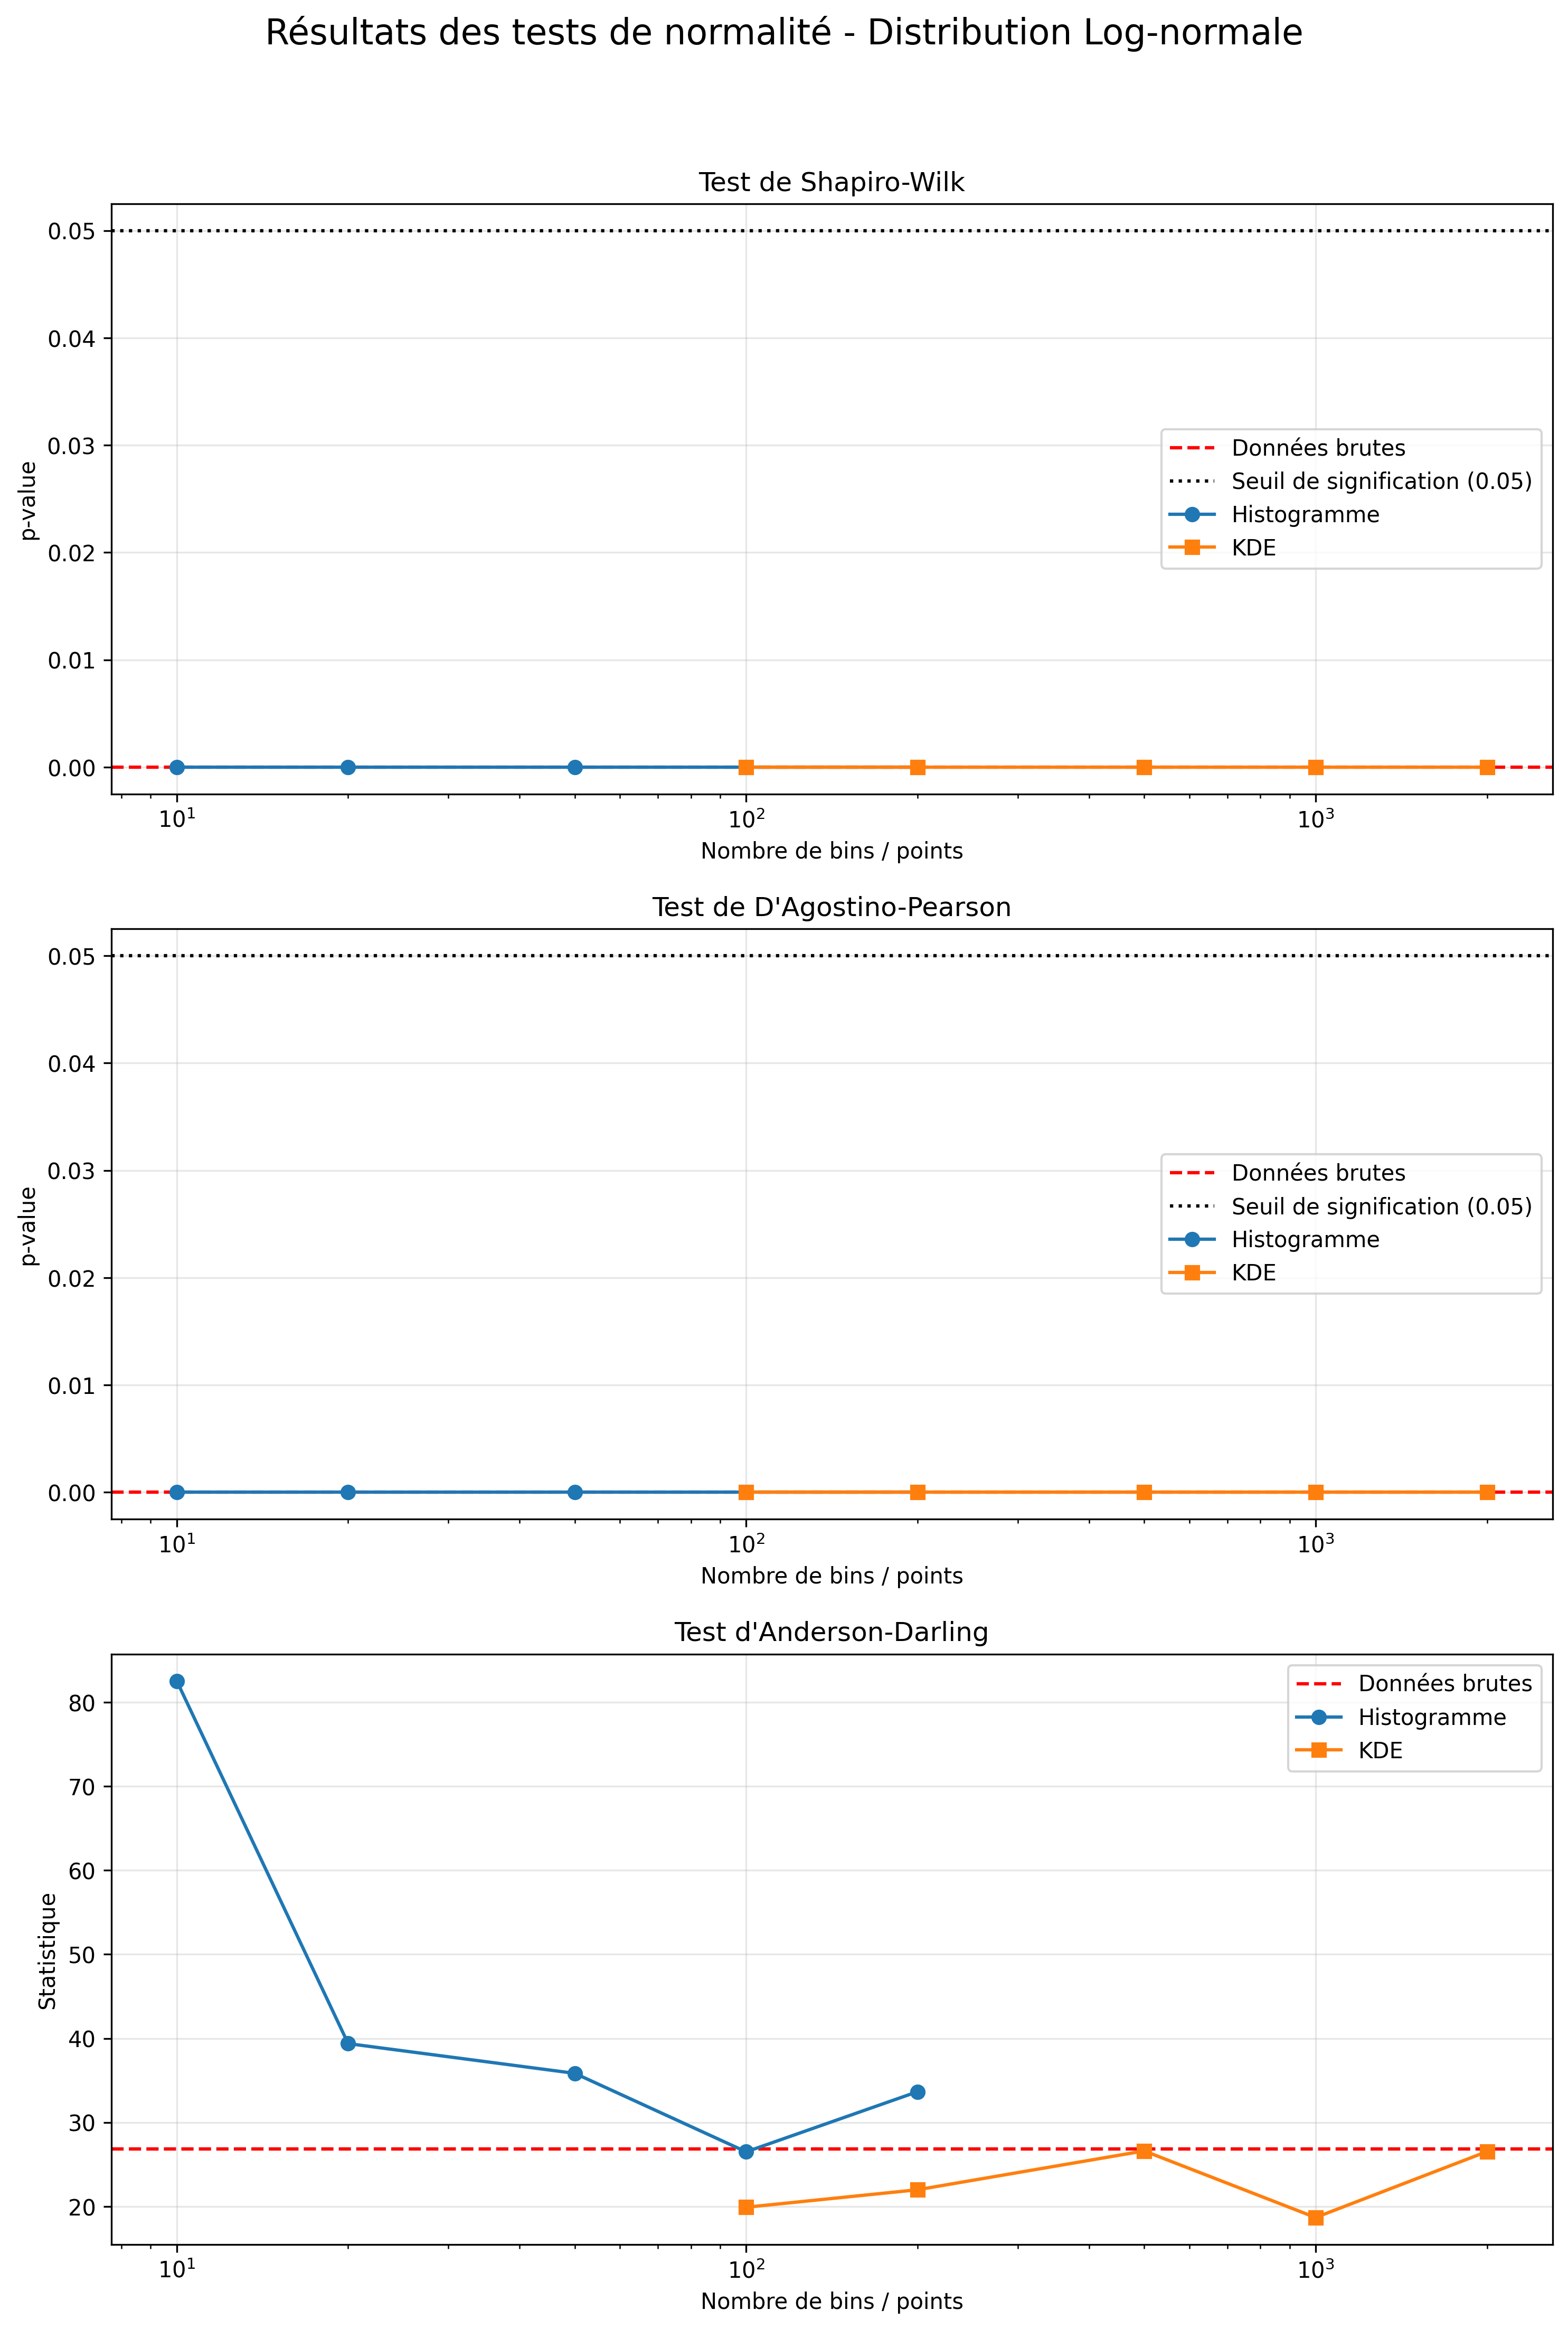 Résultats des tests de normalité - Distribution Log-normale
Test de Shapiro-Wilk
0.05
0.04
0.03
0.02
0.01
0.00
p-value
Données brutes
Seuil de signification (0.05)
Histogramme
KDE
10¹
10²
10³
Nombre de bins / points
Test de D'Agostino-Pearson
0.05
0.04
0.03
0.02
0.01
0.00
p-value
Données brutes
Seuil de signification (0.05)
Histogramme
KDE
10¹
10²
10³
Nombre de bins / points
Test d'Anderson-Darling
80
70
60
50
40
30
20
Statistique
Données brutes
Histogramme
KDE
10¹
10²
10³
Nombre de bins / points